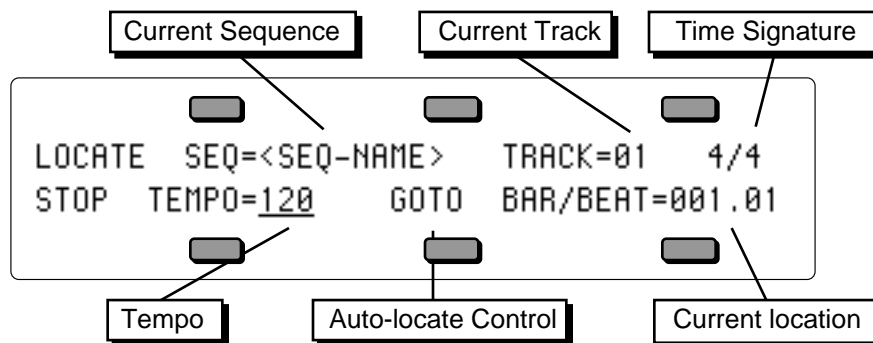 Current Sequence Current Track Time Signature
LOCATE SEQ=<SEQ-NAME> TRACK=01 4/4
STOP TEMPO=120 GOTO BAR/BEAT=001.01
Tempo Auto-locate Control Current location